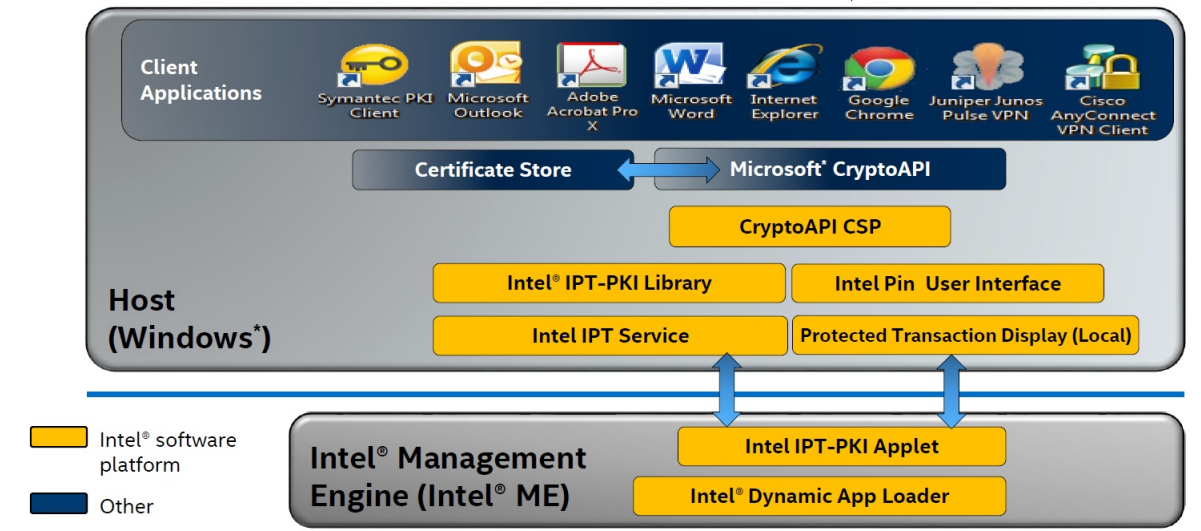 Client
Applications
Symantec PKI
Client
Microsoft
Outlook
Adobe
Acrobat Pro
X
Microsoft
Word
Internet
Explorer
Google
Chrome
Juniper Junos
Pulse VPN
Cisco
AnyConnect
VPN Client
Certificate Store
Microsoft* CryptoAPI
CryptoAPI CSP
Intel® IPT-PKI Library
Intel Pin User Interface
Host
(Windows*)
Intel IPT Service
Protected Transaction Display (Local)
Intel® software
platform
Other
Intel® Management
Engine (Intel® ME)
Intel IPT-PKI Applet
Intel® Dynamic App Loader